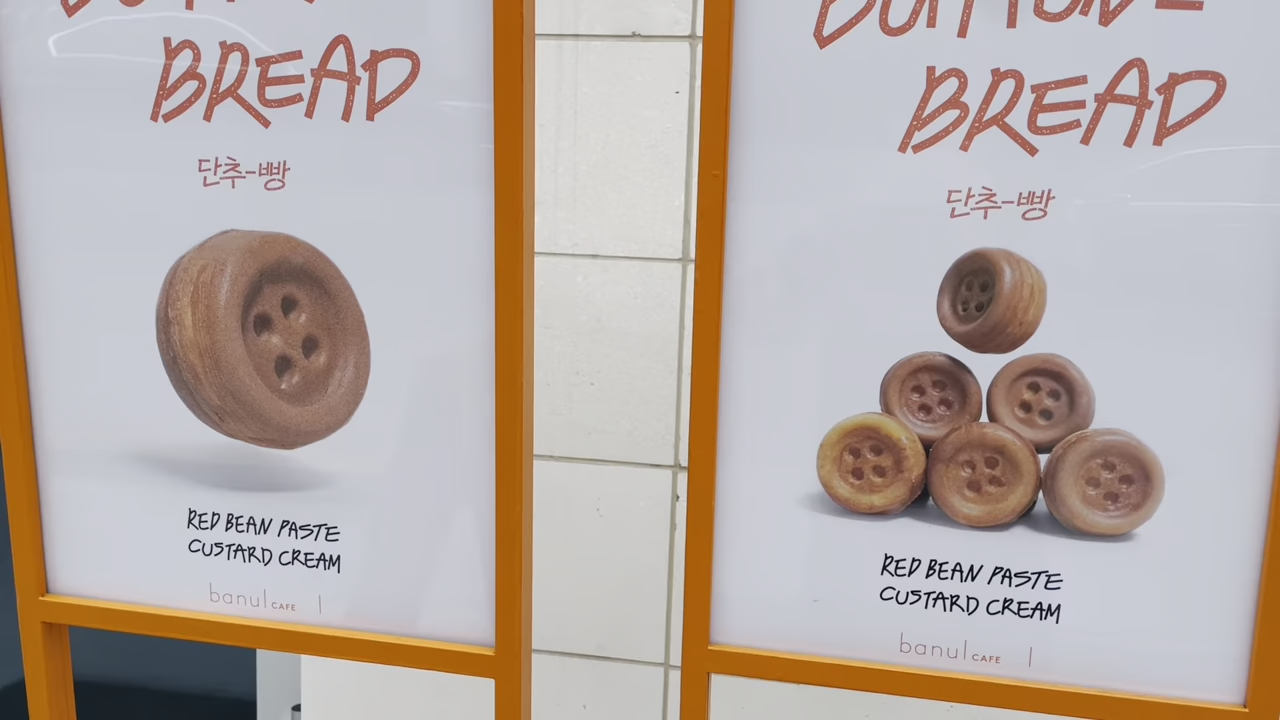 BREAD
단추-빵
RED BEAN PASTE
CUSTARD CREAM
banul CAFE |
BREAD
단추-빵
RED BEAN PASTE
CUSTARD CREAM
banul CAFE |